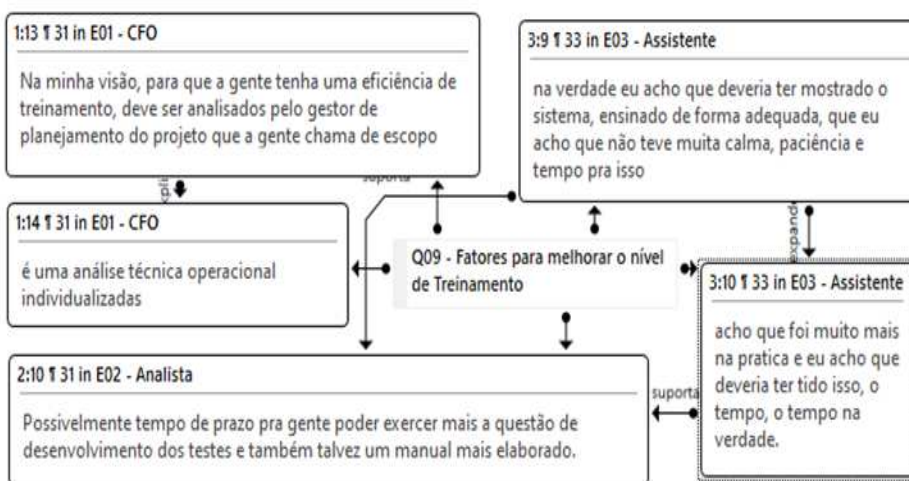 1:13 ¶ 31 in E01 - CFO
Na minha visão, para que a gente tenha uma eficiência de
treinamento, deve ser analisados pelo gestor de
planejamento do projeto que a gente chama de escopo
3:9 ¶ 33 in E03 - Assistente
na verdade eu acho que deveria ter mostrado o
sistema, ensinado de forma adequada, que eu
acho que não teve muita calma, paciência e
tempo pra isso
suporta
1:14 ¶ 31 in E01 - CFO
é uma análise técnica operacional
individualizadas
Q09 - Fatores para melhorar o nível
de Treinamento
expand
3:10 ¶ 33 in E03 - Assistente
acho que foi muito mais
na pratica e eu acho que
deveria ter tido isso, o
tempo, o tempo na
verdade.
suporta
2:10 ¶ 31 in E02 - Analista
Possivelmente tempo de prazo pra gente poder exercer mais a questão de
desenvolvimento dos testes e também talvez um manual mais elaborado.